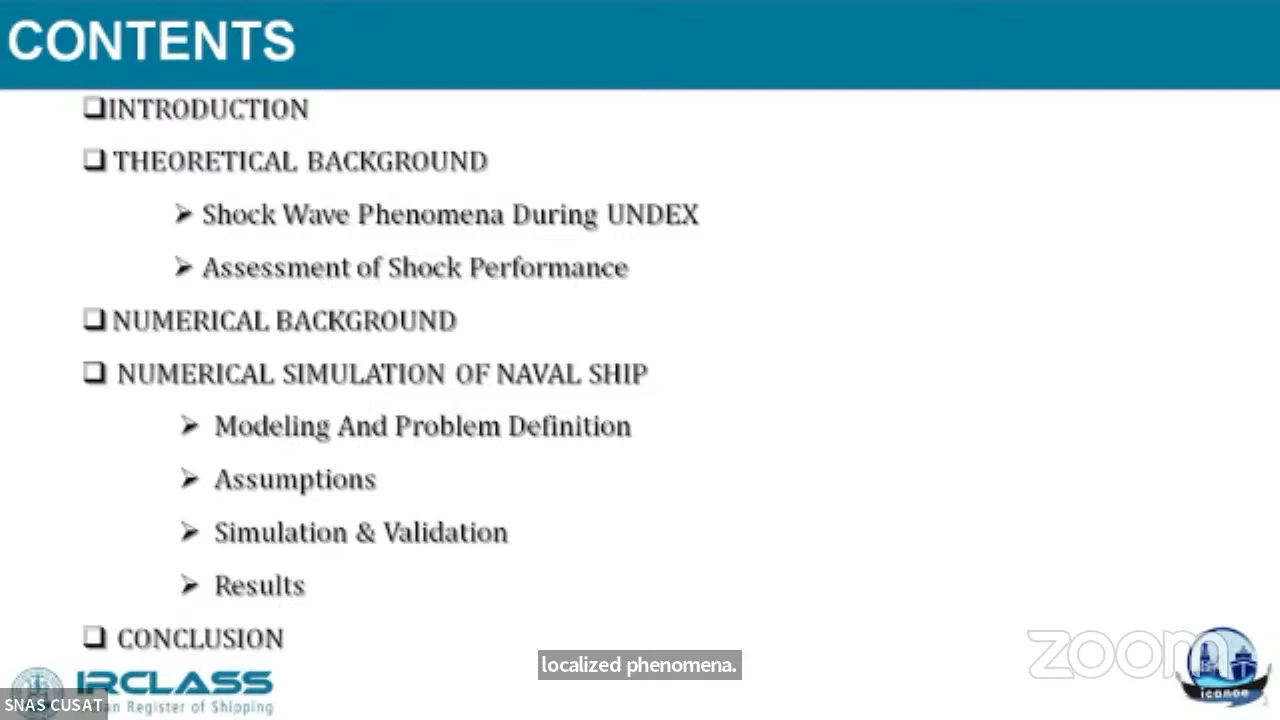 CONTENTS
INTRODUCTION
THEORETICAL BACKGROUND
Shock Wave Phenomena During UNDEX
Assessment of Shock Performance
NUMERICAL BACKGROUND
NUMERICAL SIMULATION OF NAVAL SHIP
Modeling And Problem Definition
Assumptions
Simulation & Validation
Results
CONCLUSION
localized phenomena.
zoom
IRCLASS
Register of Shipping
SNAS CUSAT
icanoe
2